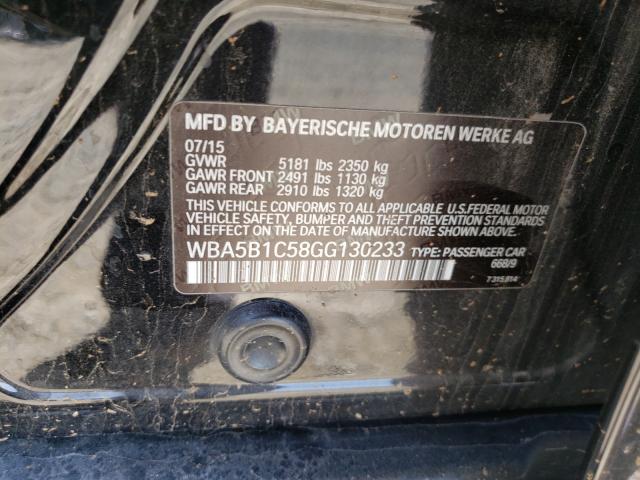 MFD BY BAYERISCHE MOTOREN WERKE AG
07/15
GVWR 5181 lbs 2350 kg
GAWR FRONT 2491 lbs 1130 kg
GAWR REAR 2910 lbs 1320 kg
THIS VEHICLE CONFORMS TO ALL APPLICABLE U.S.FEDERAL MOTOR
VEHICLE SAFETY, BUMPER AND THEFT PREVENTION STANDARDS
IN EFFECT ON THE DATE OF MANUFACTURE SHOWN ABOVE.
WBA5B1C58GG130233 TYPE: PASSENGER CAR
668/9
7315814